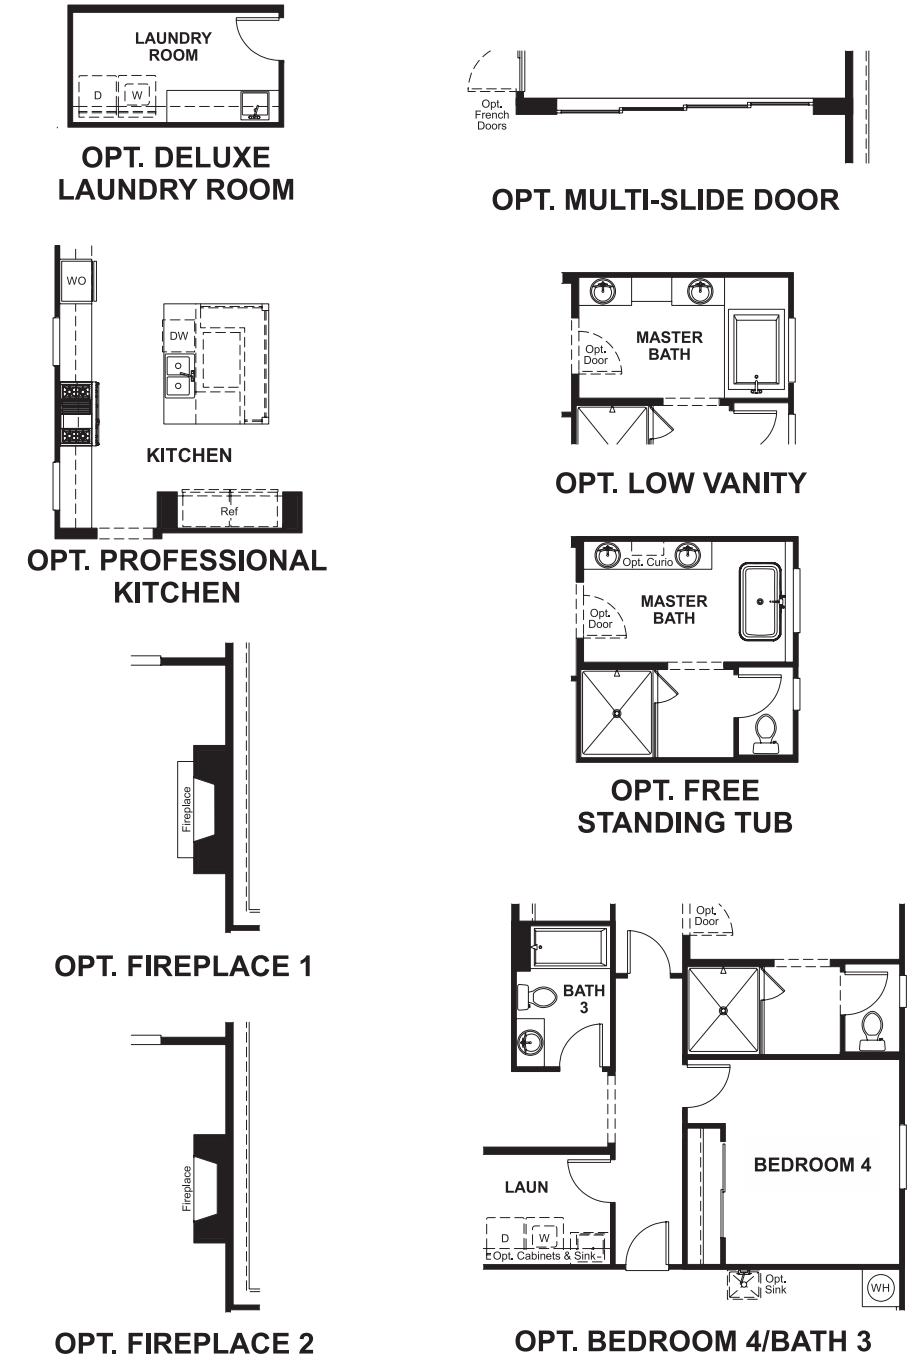 LAUNDRY
ROOM
D
W
OPT. DELUXE
LAUNDRY ROOM
Opt.
French
Doors
OPT. MULTI-SLIDE DOOR
WO
DW
KITCHEN
Ref
OPT. PROFESSIONAL
KITCHEN
MASTER
BATH
Opt.
Door
OPT. LOW VANITY
Opt. Curio
MASTER
BATH
Opt.
Door
OPT. FREE
STANDING TUB
Fireplace
OPT. FIREPLACE 1
Fireplace
OPT. FIREPLACE 2
Opt.
Door
BATH
3
BEDROOM 4
LAUN
D
W
Opt. Cabinets & Sink
Opt.
Sink
WH
OPT. BEDROOM 4/BATH 3